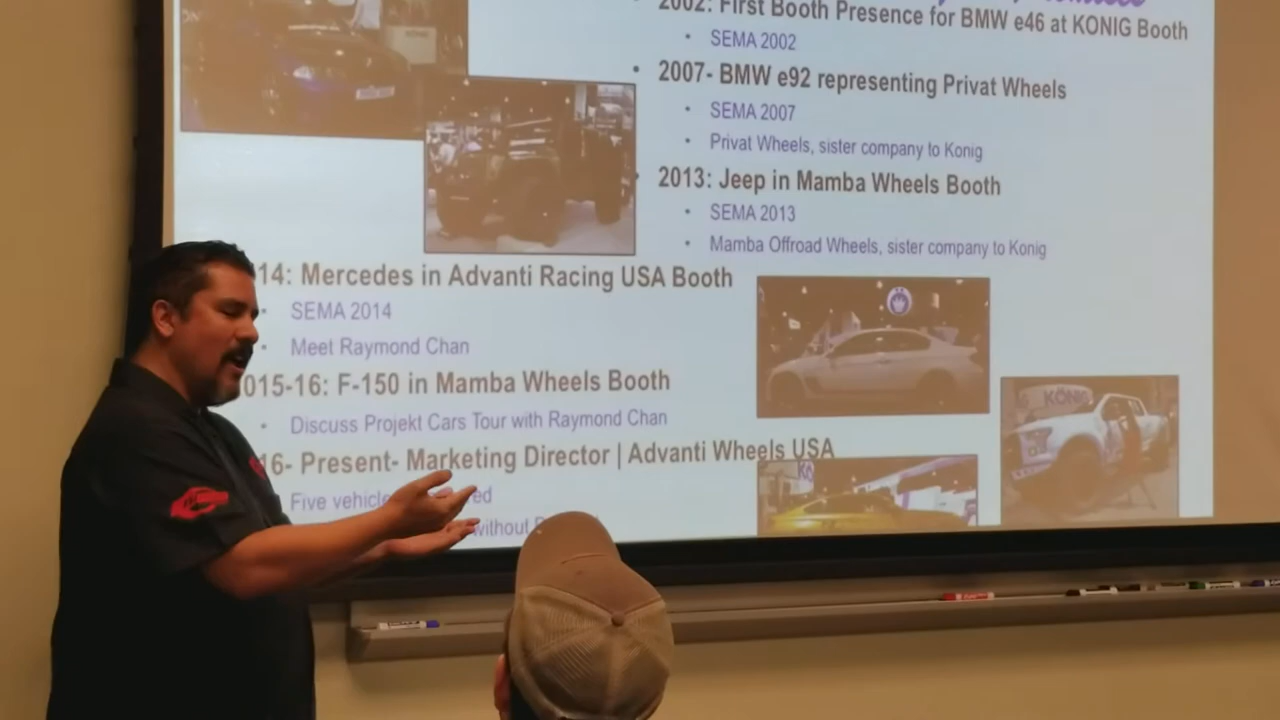 2002: First Booth Presence for BMW e46 at KONIG Booth
SEMA 2002
2007- BMW e92 representing Privat Wheels
SEMA 2007
Privat Wheels, sister company to Konig
2013: Jeep in Mamba Wheels Booth
SEMA 2013
Mamba Offroad Wheels, sister company to Konig
14: Mercedes in Advanti Racing USA Booth
SEMA 2014
Meet Raymond Chan
015-16: F-150 in Mamba Wheels Booth
Discuss Projekt Cars Tour with Raymond Chan
16- Present- Marketing Director | Advanti Wheels USA
Five
without
KÖNIG